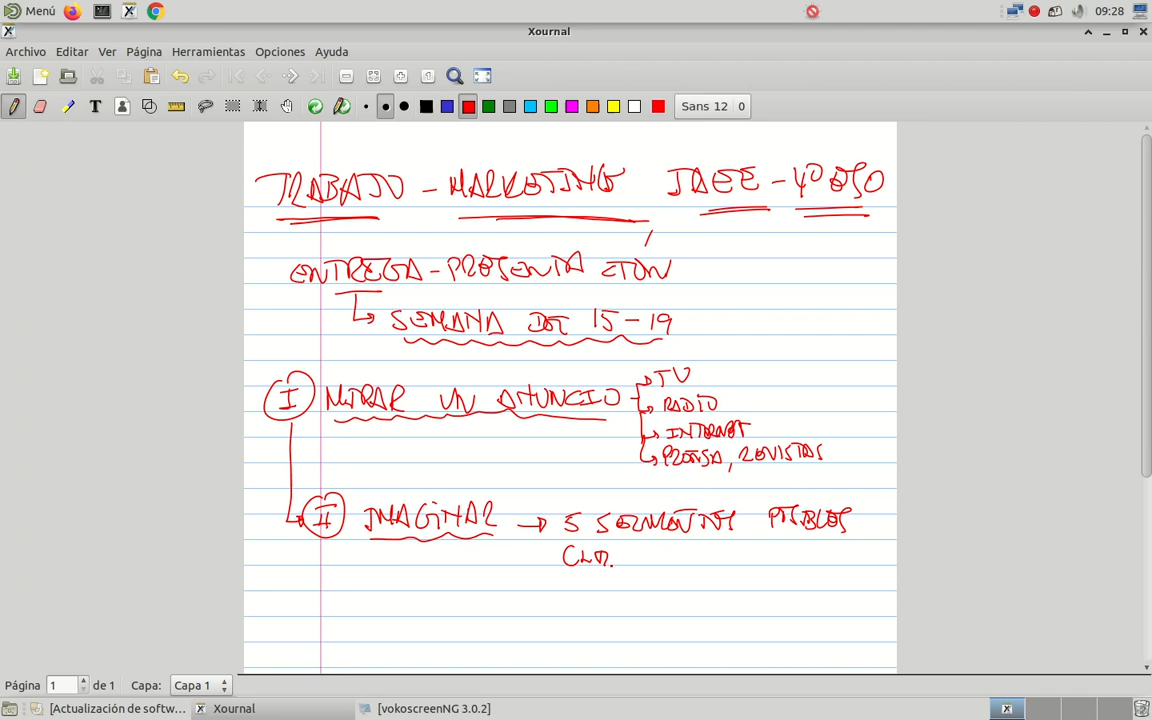 Menú 09:28
Xournal
Archivo Editar Ver Página Herramientas Opciones Ayuda
T Sans 12 0
TRABAJO - MARKETING IAEE - 4º ESO
ENTREGA - PRESENTACIÓN
SEMANA DEL 15 - 19
I MIRAR UN ANUNCIO
TV
RADIO
INTERNET
PRENSA, REVISTAS
II IMAGINAR → 5 SEGMENTOS POSIBLES
Página 1 de 1 Capa: Capa 1
[Actualización de softw... Xournal [vokoscreenNG 3.0.2]